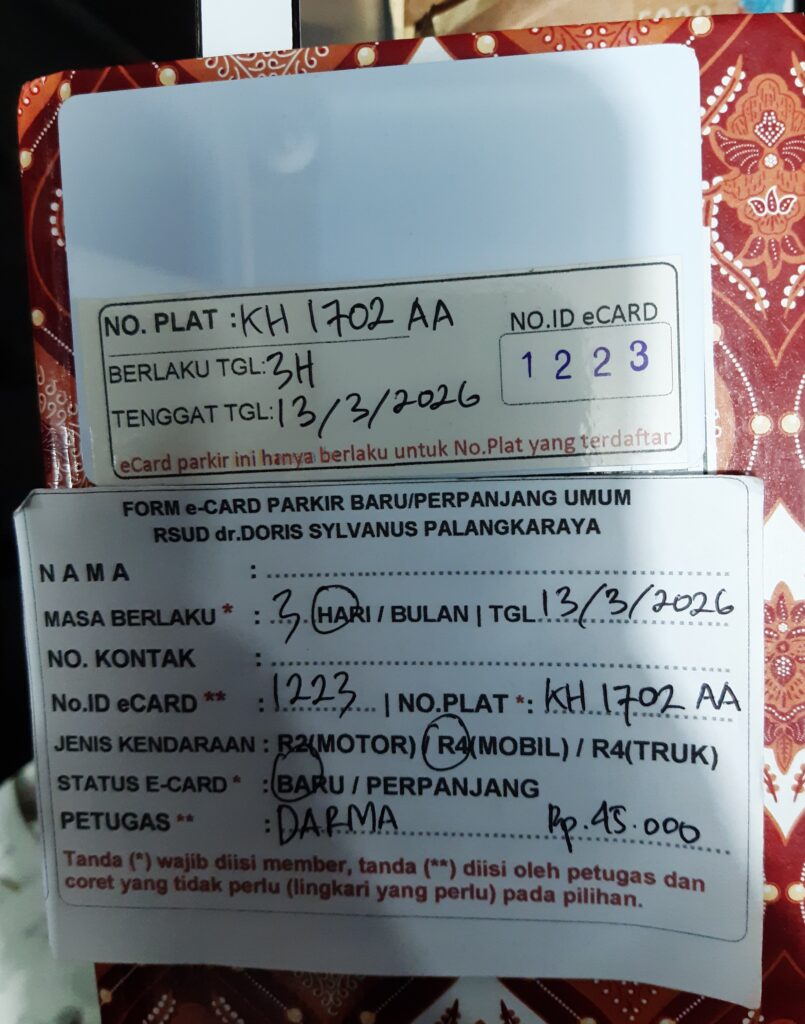 NO. PLAT : KH 1702 AA
NO.ID eCARD
1 2 2 3
BERLAKU TGL: 3H
TENGGAT TGL: 13/3/2026
eCard parkir ini hanya berlaku untuk No.Plat yang terdaftar
FORM e-CARD PARKIR BARU/PERPANJANG UMUM
RSUD dr.DORIS SYLVANUS PALANGKARAYA
N A M A :
MASA BERLAKU * : 3 HARI / BULAN | TGL 13/3/2026
NO. KONTAK :
No.ID eCARD ** : 1223 | NO.PLAT *: KH 1702 AA
JENIS KENDARAAN : R2(MOTOR) / R4(MOBIL) / R4(TRUK)
STATUS E-CARD * : BARU / PERPANJANG
PETUGAS ** : DARMA Rp. 45.000
Tanda (*) wajib diisi member, tanda (**) diisi oleh petugas dan
coret yang tidak perlu (lingkari yang perlu) pada pilihan.